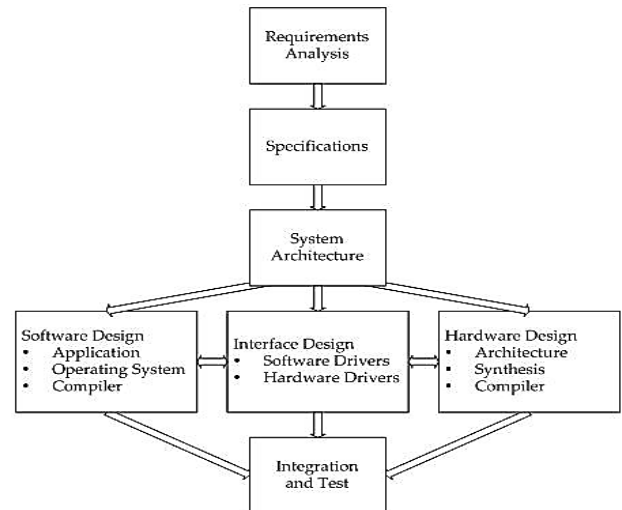 Requirements
Analysis
Specifications
System
Architecture
Software Design
• Application
• Operating System
• Compiler
Interface Design
• Software Drivers
• Hardware Drivers
Hardware Design
• Architecture
• Synthesis
• Compiler
Integration
and Test